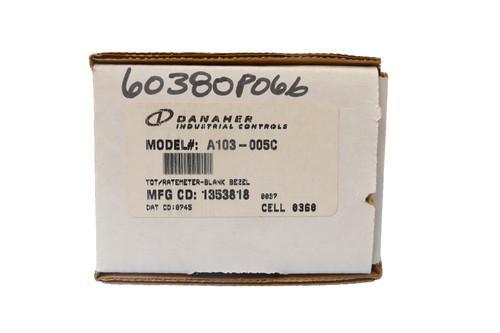 60380P066
DANAHER
INDUSTRIAL CONTROLS
MODEL#: A103-005C
TOT/RATEMETER-BLANK BEZEL
MFG CD: 1353818 0097
DAT CD:0745 CELL 0360